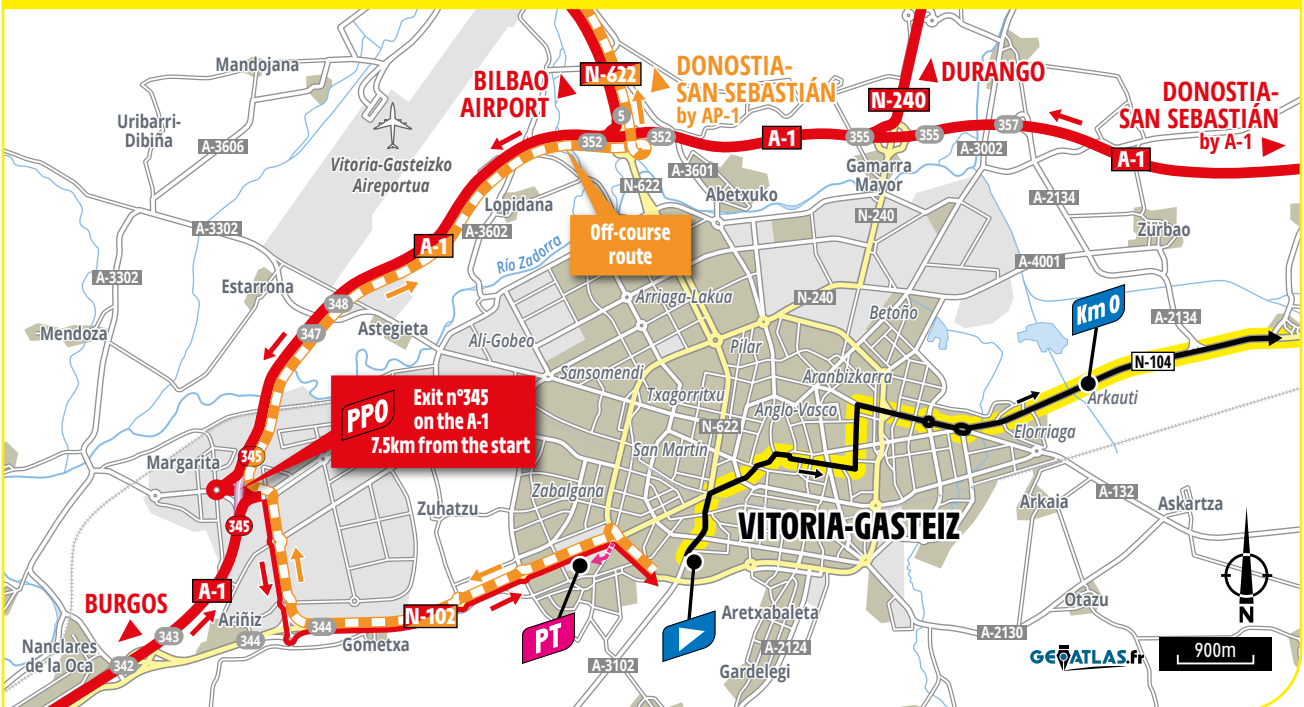 Mandojana
BILBAO
AIRPORT
N-622
DONOSTIA-
SAN SEBASTIÁN
by AP-1
DURANGO
N-240
DONOSTIA-
SAN SEBASTIÁN
by A-1
Uribarri-
Dibiña
A-3606
Vitoria-Gasteizko
Aireportua
5
352
352
A-1
355
355
357
A-3002
A-1
A-3601
N-622
Abetxuko
Gamarra
Mayor
A-2134
Lopidana
A-3602
N-240
Zurbao
A-3302
A-1
Off-course
route
Río Zadorra
A-4001
A-3302
Estarrona
348
Arriaga-Lakua
N-240
Betoño
Km 0
A-2134
Mendoza
347
Astegieta
Ali-Gobeo
Pilar
N-104
Sansomendi
Aranbizkarra
Arkauti
PPO
Exit n°345
on the A-1
7.5km from the start
Txagorritxu
Anglo-Vasco
N-622
Elorriaga
San Martín
Margarita
345
Zabalgana
Zuhatzu
345
VITORIA-GASTEIZ
Arkaia
A-132
Askartza
A-1
BURGOS
Ariñiz
N-102
Aretxabaleta
Otazu
N
343
344
344
Gometxa
PT
A-2130
Nanclares
de la Oca
342
A-3102
A-2124
Gardelegi
GEOATLAS.fr
900m